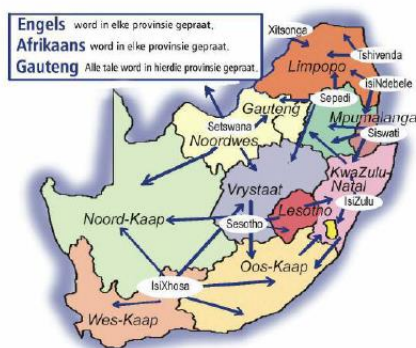 Engels word in elke provinsie gepraat.
Afrikaans word in elke provinsie gepraat.
Gauteng Alle tale word in hierdie provinsie gepraat.
Xitsonga
Tshivenda
Limpopo
isiNdebele
Sepedi
Gauteng
Mpumalanga
Setswana
Siswati
Noordwes
KwaZulu-
Natal
Vrystaat
Lesotho
IsiZulu
Noord-Kaap
Sesotho
IsiXhosa
Oos-Kaap
Wes-Kaap